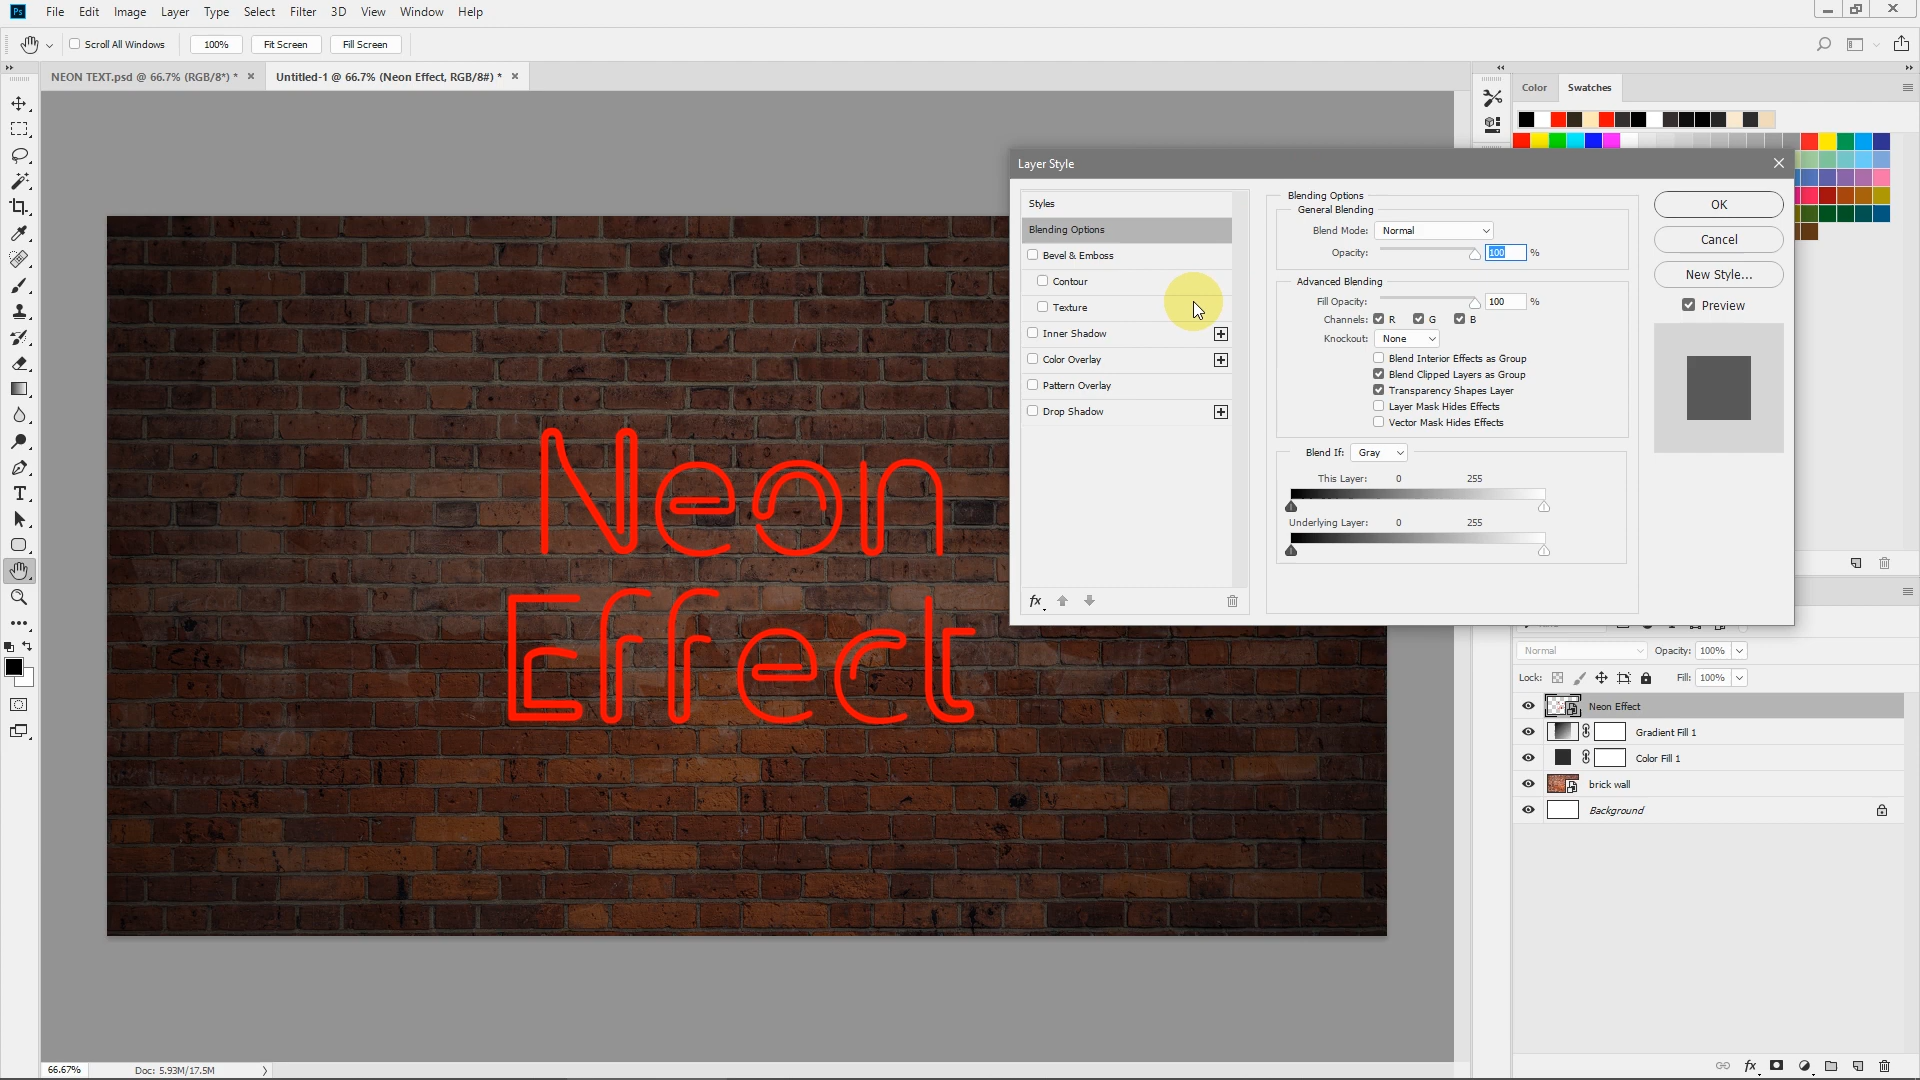 Ps File Edit Image Layer Type Select Filter 3D View Window Help
Scroll All Windows 100% Fit Screen Fill Screen
NEON TEXT.psd @ 66.7% (RGB/8*) * × Untitled-1 @ 66.7% (Neon Effect, RGB/8#) * ×
Color Swatches
Layer Style
Styles
Blending Options
Bevel & Emboss
Contour
Texture
Inner Shadow
Color Overlay
Pattern Overlay
Drop Shadow
fx
Blending Options
General Blending
Blend Mode: Normal
Opacity: 100 %
Advanced Blending
Fill Opacity: 100 %
Channels: R G B
Knockout: None
Blend Interior Effects as Group
Blend Clipped Layers as Group
Transparency Shapes Layer
Layer Mask Hides Effects
Vector Mask Hides Effects
Blend If: Gray
This Layer: 0 255
Underlying Layer: 0 255
OK
Cancel
New Style...
Preview
Neon
Effect
Normal Opacity: 100%
Lock: Fill: 100%
Neon Effect
Gradient Fill 1
Color Fill 1
brick wall
Background
fx
66.67% Doc: 5.93M/17.5M